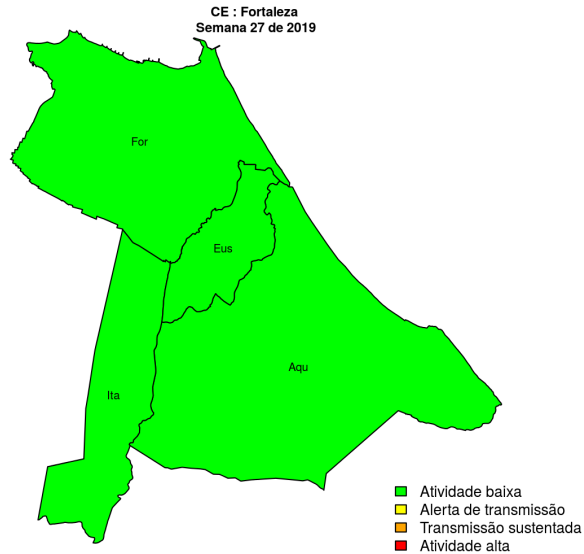 CE : Fortaleza
Semana 27 de 2019
For
Eus
Aqu
Ita
Atividade baixa
Alerta de transmissão
Transmissão sustentada
Atividade alta